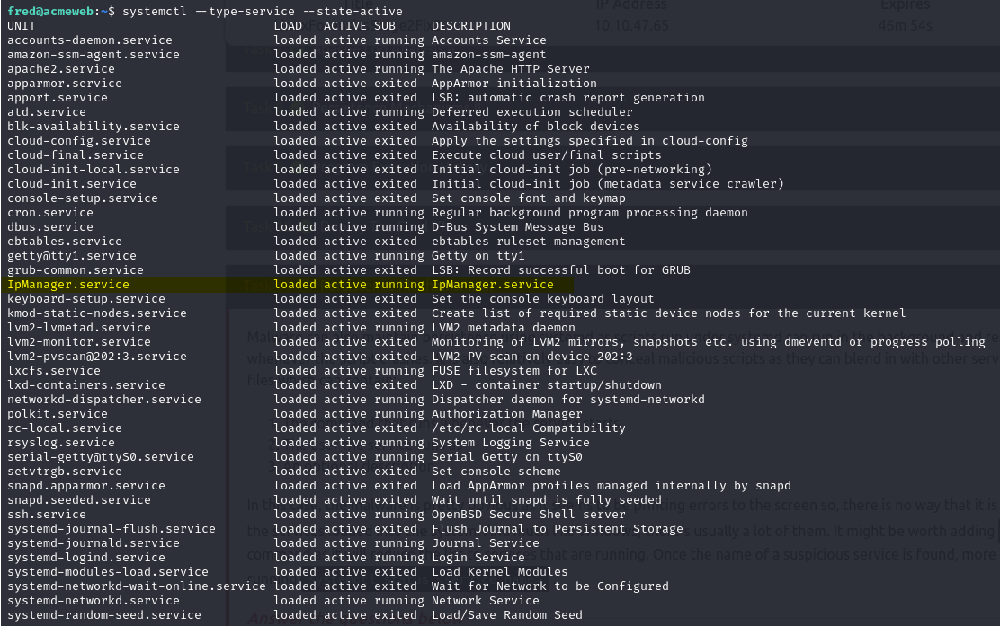 fred@acmeweb:~$ systemctl --type=service --state=active
UNIT LOAD ACTIVE SUB DESCRIPTION
accounts-daemon.service loaded active running Accounts Service
amazon-ssm-agent.service loaded active running amazon-ssm-agent
apache2.service loaded active running The Apache HTTP Server
apparmor.service loaded active exited AppArmor initialization
apport.service loaded active exited LSB: automatic crash report generation
atd.service loaded active running Deferred execution scheduler
blk-availability.service loaded active exited Availability of block devices
cloud-config.service loaded active exited Apply the settings specified in cloud-config
cloud-final.service loaded active exited Execute cloud user/final scripts
cloud-init-local.service loaded active exited Initial cloud-init job (pre-networking)
cloud-init.service loaded active exited Initial cloud-init job (metadata service crawler)
console-setup.service loaded active exited Set console font and keymap
cron.service loaded active running Regular background program processing daemon
dbus.service loaded active running D-Bus System Message Bus
ebtables.service loaded active exited ebtables ruleset management
getty@tty1.service loaded active running Getty on tty1
grub-common.service loaded active exited LSB: Record successful boot for GRUB
IpManager.service loaded active running IpManager.service
keyboard-setup.service loaded active exited Set the console keyboard layout
kmod-static-nodes.service loaded active exited Create list of required static device nodes for the current kernel
lvm2-lvmetad.service loaded active running LVM2 metadata daemon
lvm2-monitor.service loaded active exited Monitoring of LVM2 mirrors, snapshots etc. using dmeventd or progress polling
lvm2-pvscan@202:3.service loaded active exited LVM2 PV scan on device 202:3
lxcfs.service loaded active running FUSE filesystem for LXC
lxd-containers.service loaded active exited LXD - container startup/shutdown
networkd-dispatcher.service loaded active running Dispatcher daemon for systemd-networkd
polkit.service loaded active running Authorization Manager
rc-local.service loaded active exited /etc/rc.local Compatibility
rsyslog.service loaded active running System Logging Service
serial-getty@ttyS0.service loaded active running Serial Getty on ttyS0
setvtrgb.service loaded active exited Set console scheme
snapd.apparmor.service loaded active exited Load AppArmor profiles managed internally by snapd
snapd.seeded.service loaded active exited Wait until snapd is fully seeded
ssh.service loaded active running OpenBSD Secure Shell server
systemd-journal-flush.service loaded active exited Flush Journal to Persistent Storage
systemd-journald.service loaded active running Journal Service
systemd-logind.service loaded active running Login Service
systemd-modules-load.service loaded active exited Load Kernel Modules
systemd-networkd-wait-online.service loaded active exited Wait for Network to be Configured
systemd-networkd.service loaded active running Network Service
systemd-random-seed.service loaded active exited Load/Save Random Seed
Title IP Address Expires
10.10.47.65 46m 54s